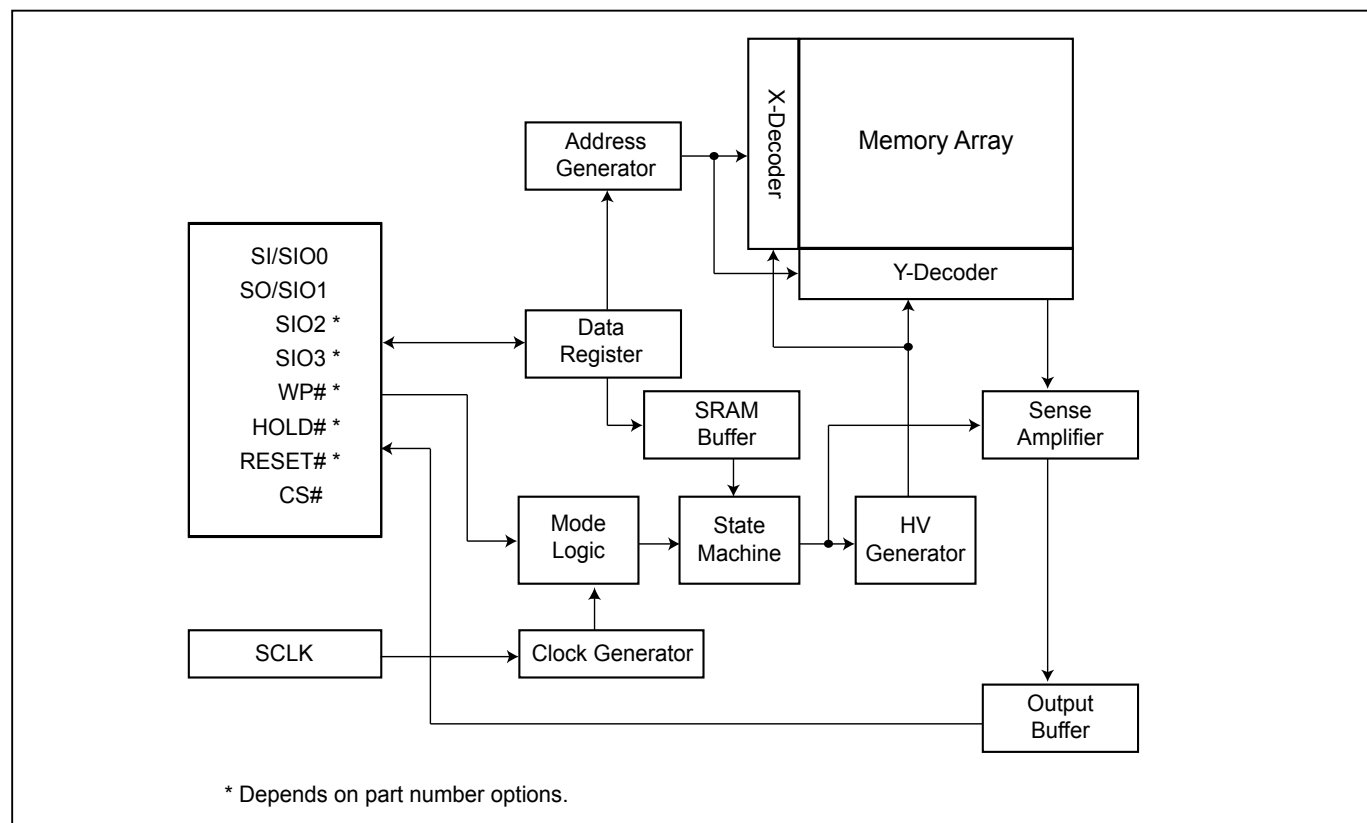 X-Decoder
Memory Array
Address
Generator
Y-Decoder
SI/SIO0
SO/SIO1
SIO2 *
SIO3 *
WP# *
HOLD# *
RESET# *
CS#
Data
Register
SRAM
Buffer
Sense
Amplifier
Mode
Logic
State
Machine
HV
Generator
SCLK
Clock Generator
Output
Buffer
* Depends on part number options.